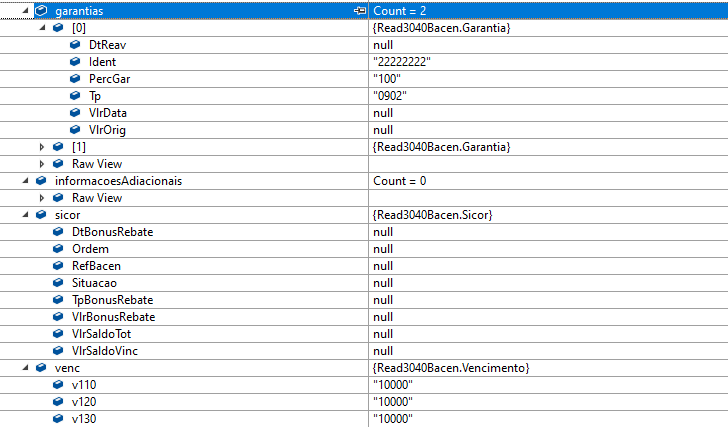 garantias Count = 2
[0] {Read3040Bacen.Garantia}
DtReav null
Ident "22222222"
PercGar "100"
Tp "0902"
VlrData null
VlrOrig null
[1] {Read3040Bacen.Garantia}
Raw View
informacoesAdiacionais Count = 0
Raw View
sicor {Read3040Bacen.Sicor}
DtBonusRebate null
Ordem null
RefBacen null
Situacao null
TpBonusRebate null
VlrBonusRebate null
VlrSaldoTot null
VlrSaldoVinc null
venc {Read3040Bacen.Vencimento}
v110 "10000"
v120 "10000"
v130 "10000"